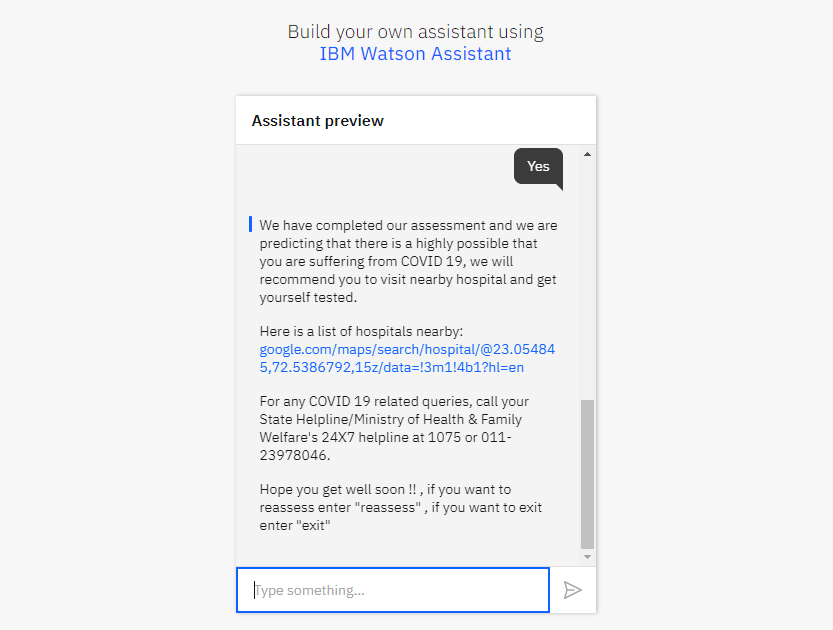 Build your own assistant using
IBM Watson Assistant
Assistant preview
Yes
We have completed our assessment and we are
predicting that there is a highly possible that
you are suffering from COVID 19, we will
recommend you to visit nearby hospital and get
yourself tested.
Here is a list of hospitals nearby:
google.com/maps/search/hospital/@23.05484
5,72.5386792,15z/data=!3m1!4b1?hl=en
For any COVID 19 related queries, call your
State Helpline/Ministry of Health & Family
Welfare's 24X7 helpline at 1075 or 011-
23978046.
Hope you get well soon !! , if you want to
reassess enter "reassess" , if you want to exit
enter "exit"
Type something...